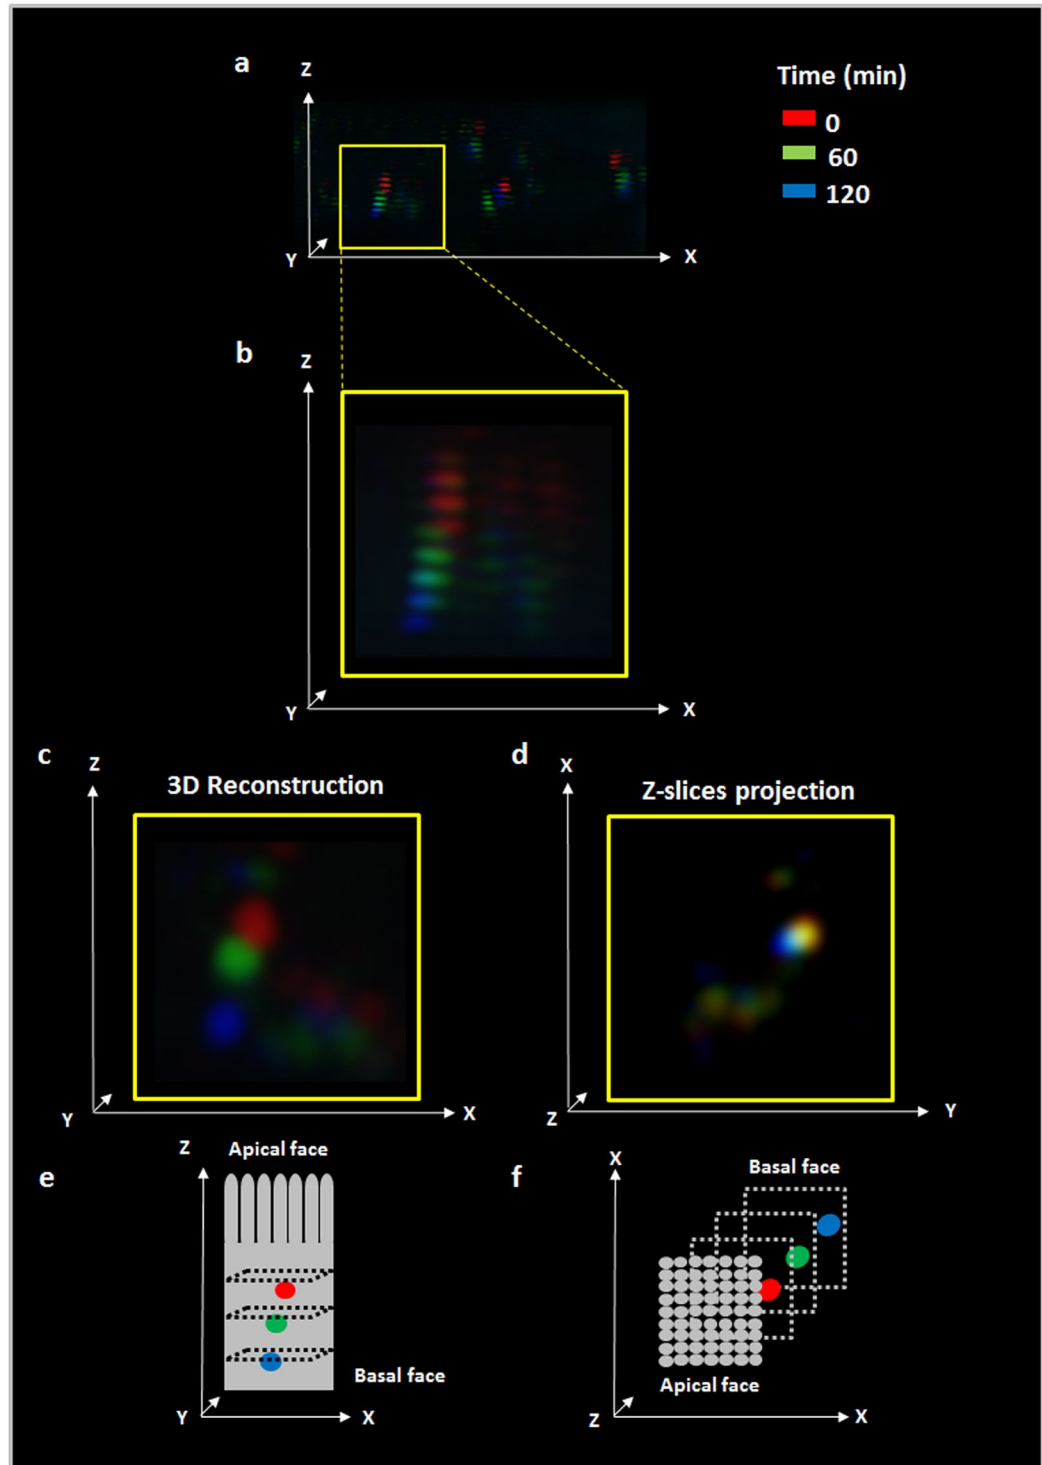 a
Z
Time (min)
0
60
120
Y
X
b
Z
Y
X
c
Z
3D Reconstruction
Y
X
d
X
Z-slices projection
Z
Y
e
Z
Apical face
Basal face
Y
X
f
X
Basal face
Apical face
Z
X